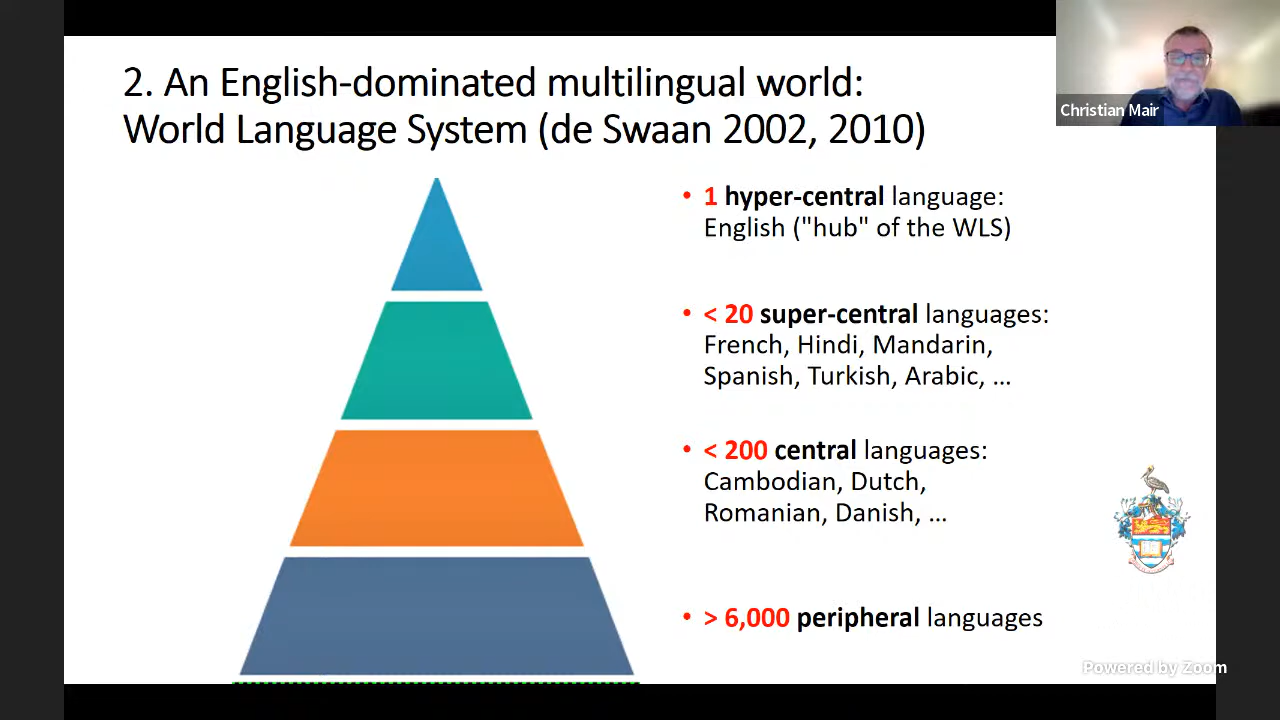 2. An English-dominated multilingual world:
World Language System (de Swaan 2002, 2010)
Christian Mair
• 1 hyper-central language:
English ("hub" of the WLS)
• < 20 super-central languages:
French, Hindi, Mandarin,
Spanish, Turkish, Arabic, ...
• < 200 central languages:
Cambodian, Dutch,
Romanian, Danish, ...
• > 6,000 peripheral languages
Powered by Zoom